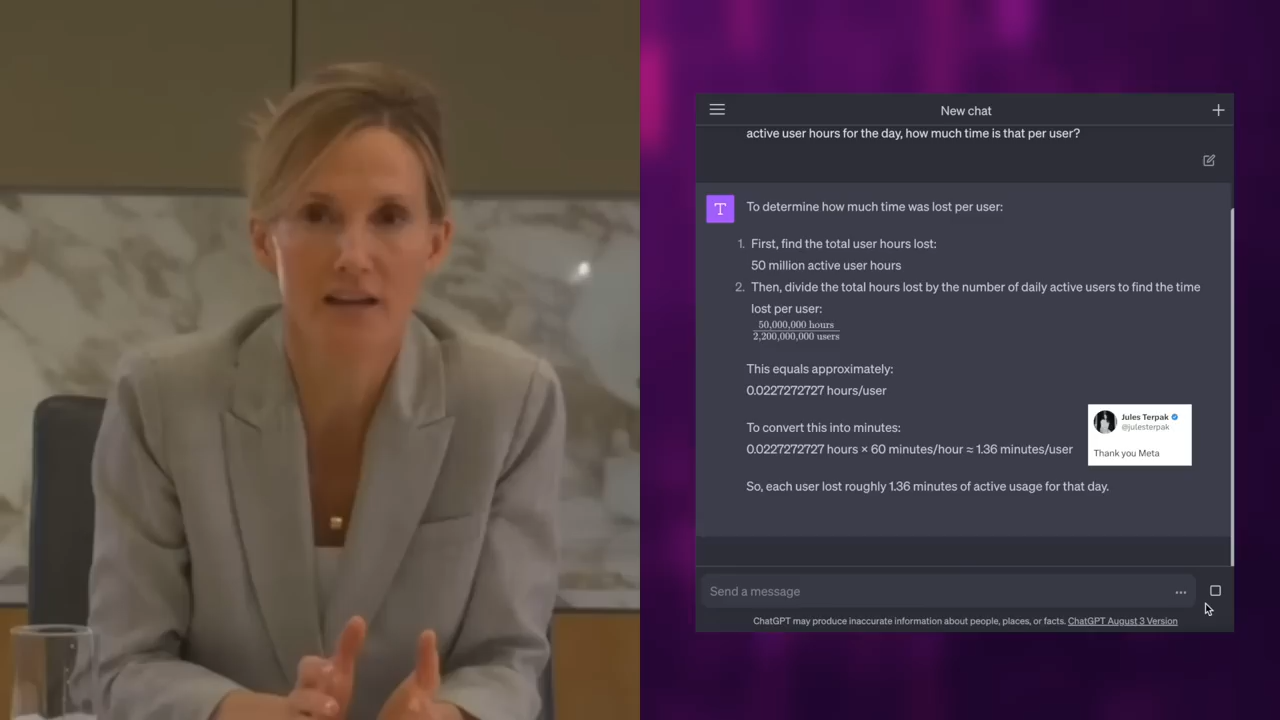 New chat
active user hours for the day, how much time is that per user?
T
To determine how much time was lost per user:
1. First, find the total user hours lost:
50 million active user hours
2. Then, divide the total hours lost by the number of daily active users to find the time
lost per user:
50,000,000 hours
2,200,000,000 users
This equals approximately:
0.0227272727 hours/user
To convert this into minutes:
0.0227272727 hours × 60 minutes/hour ≈ 1.36 minutes/user
Jules Terpak
@julesterpak
Thank you Meta
So, each user lost roughly 1.36 minutes of active usage for that day.
Send a message
ChatGPT may produce inaccurate information about people, places, or facts. ChatGPT August 3 Version